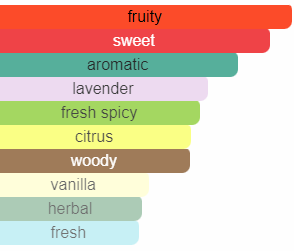 fruity
sweet
aromatic
lavender
fresh spicy
citrus
woody
vanilla
herbal
fresh